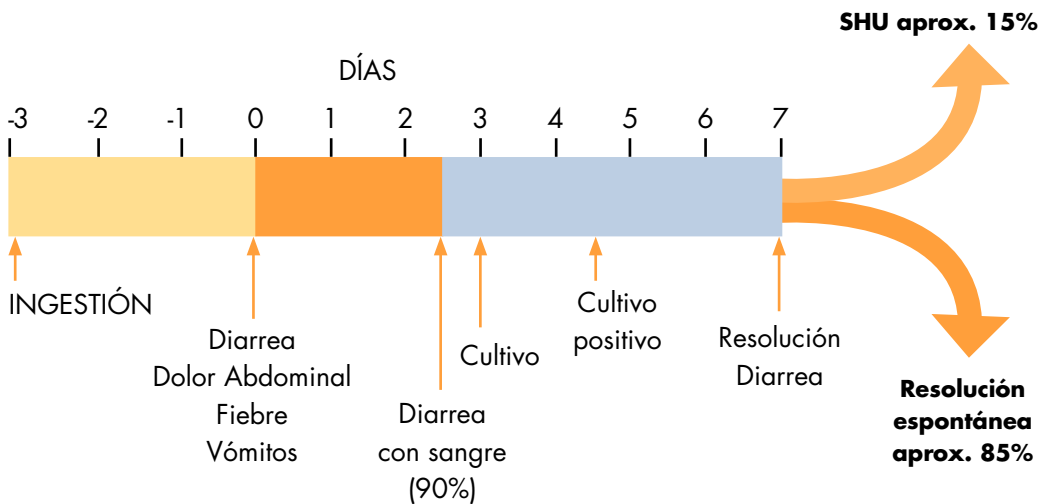 SHU aprox. 15%
DÍAS
-3 -2 -1 0 1 2 3 4 5 6 7
INGESTIÓN
Diarrea
Dolor Abdominal
Fiebre
Vómitos
Diarrea
con sangre
(90%)
Cultivo
Cultivo
positivo
Resolución
Diarrea
Resolución
espontánea
aprox. 85%